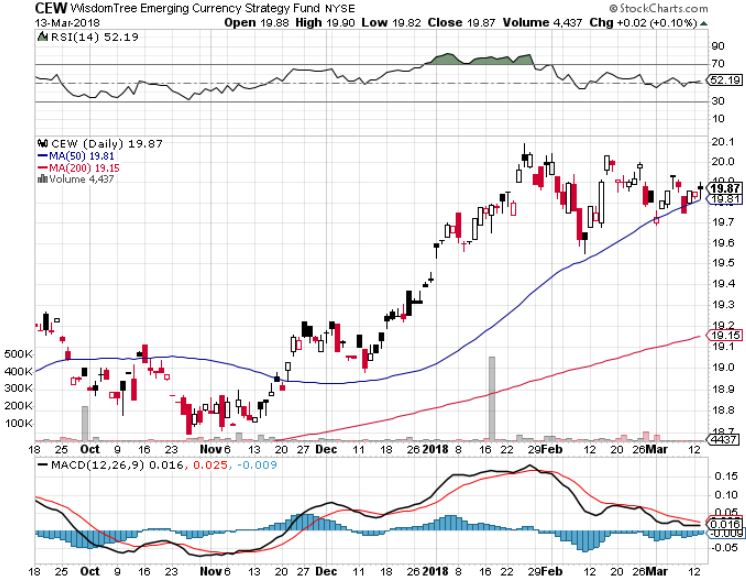 CEW WisdomTree Emerging Currency Strategy Fund NYSE © StockCharts.com
13-Mar-2018 Open 19.88 High 19.90 Low 19.82 Close 19.87 Volume 4,437 Chg +0.02 (+0.10%)
RSI(14) 52.19
90
70
52.19
30
10
CEW (Daily) 19.87
MA(50) 19.81
MA(200) 19.15
Volume 4,437
20.1
20.0
19.9
19.87
19.81
19.8
19.7
19.6
19.5
19.4
19.3
19.2
19.15
19.1
500K 19.0
400K
300K 18.9
200K 18.8
100K
18.7
4437
18 25 Oct 9 16 23 Nov 6 13 20 27 Dec 11 18 26 2018 8 16 22 29 Feb 12 20 26 Mar 12
MACD(12,26,9) 0.016, 0.025, -0.009
0.15
0.10
0.05
0.016
-0.009
-0.05
18 25 Oct 9 16 23 Nov 6 13 20 27 Dec 11 18 26 2018 8 16 22 29 Feb 12 20 26 Mar 12